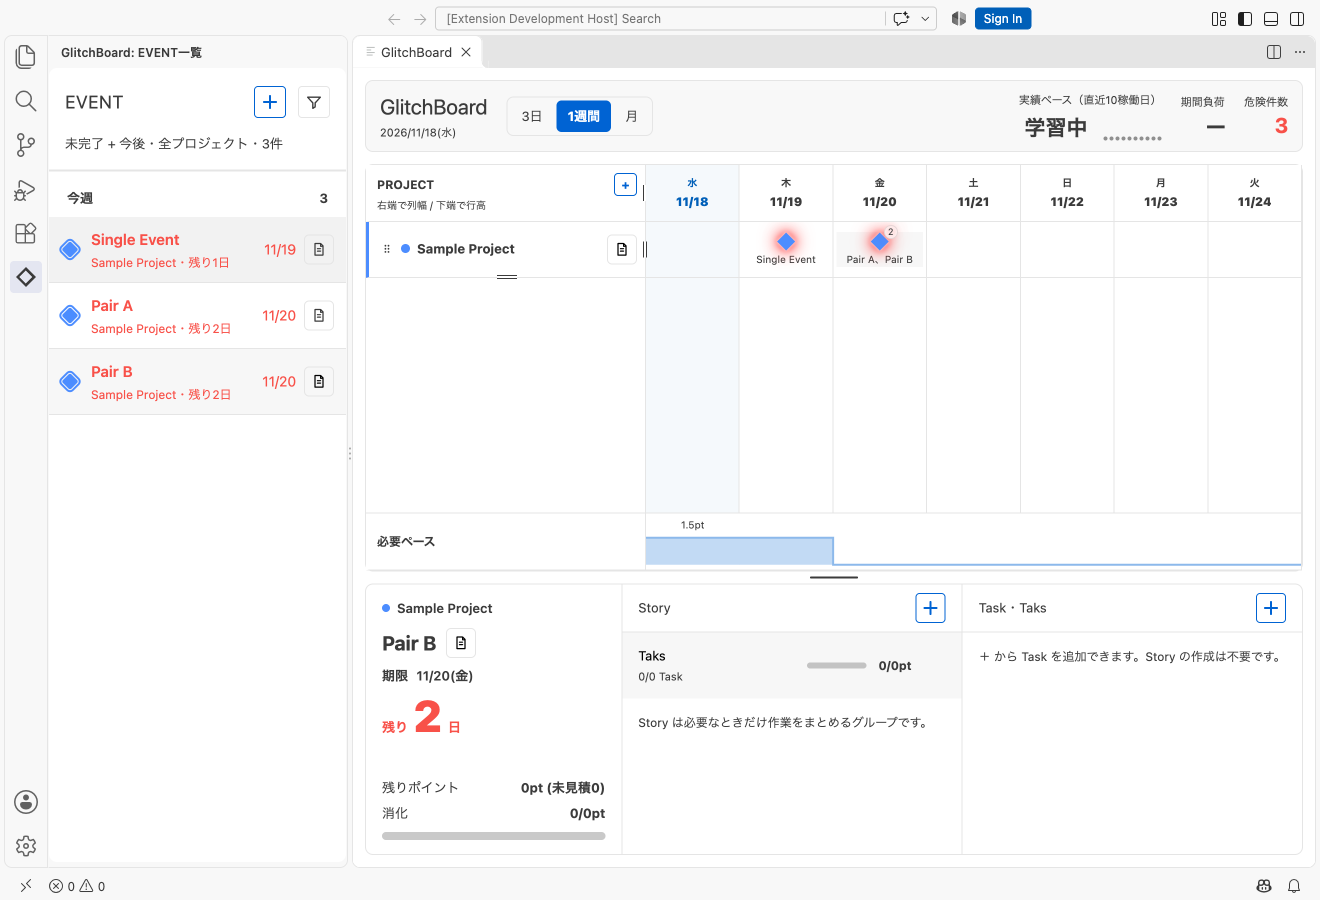 [Extension Development Host] Search
Sign In
GlitchBoard: EVENT一覧
EVENT
未完了 + 今後・全プロジェクト・3件
今週 3
Single Event
11/19
Sample Project・残り1日
Pair A
11/20
Sample Project・残り2日
Pair B
11/20
Sample Project・残り2日
GlitchBoard
GlitchBoard
2026/11/18(水)
3日 1週間 月
実績ペース（直近10稼働日）
学習中
期間負荷
—
危険件数
3
PROJECT
+
右端で列幅 / 下端で行高
水 木 金 土 日 月 火
11/18 11/19 11/20 11/21 11/22 11/23 11/24
Sample Project
2
Single Event
Pair A、Pair B
必要ペース
1.5pt
Sample Project
Pair B
期限 11/20(金)
残り 2 日
残りポイント 0pt (未見積0)
消化 0/0pt
Story
Taks
0/0 Task
0/0pt
Story は必要なときだけ作業をまとめるグループです。
Task・Taks
＋ から Task を追加できます。Story の作成は不要です。
0 0